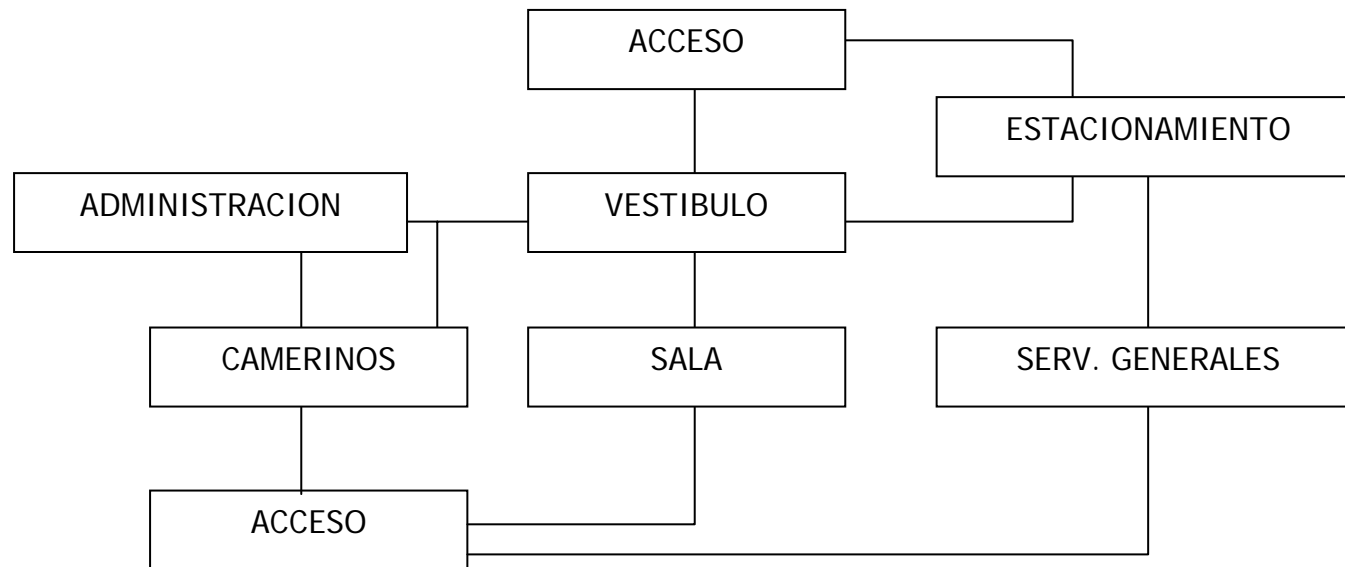 ACCESO
ESTACIONAMIENTO
ADMINISTRACION
VESTIBULO
CAMERINOS
SALA
SERV. GENERALES
ACCESO